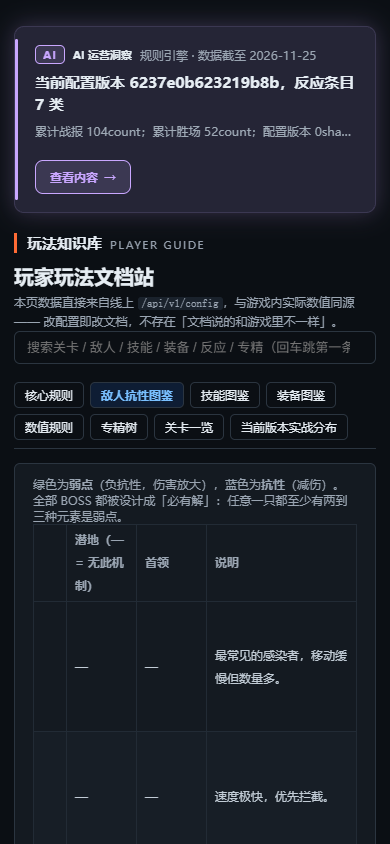 AI AI 运营洞察 规则引擎 · 数据截至 2026-11-25
当前配置版本 6237e0b623219b8b，反应条目
7 类
累计战报 104count；累计胜场 52count；配置版本 0sha…
查看内容 →
玩法知识库 PLAYER GUIDE
玩家玩法文档站
本页数据直接来自线上 /api/v1/config，与游戏内实际数值同源
—— 改配置即改文档，不存在「文档说的和游戏里不一样」。
搜索关卡 / 敌人 / 技能 / 装备 / 反应 / 专精（回车跳第一条
核心规则 敌人抗性图鉴 技能图鉴 装备图鉴
数值规则 专精树 关卡一览 当前版本实战分布
绿色为弱点（负抗性，伤害放大），蓝色为抗性（减伤）。
全部 BOSS 都被设计成「必有解」：任意一只都至少有两到
三种元素是弱点。
潜地（—
= 无此机 首领 说明
制）
— — 最常见的感染者，移动缓
慢但数量多。
— — 速度极快，优先拦截。